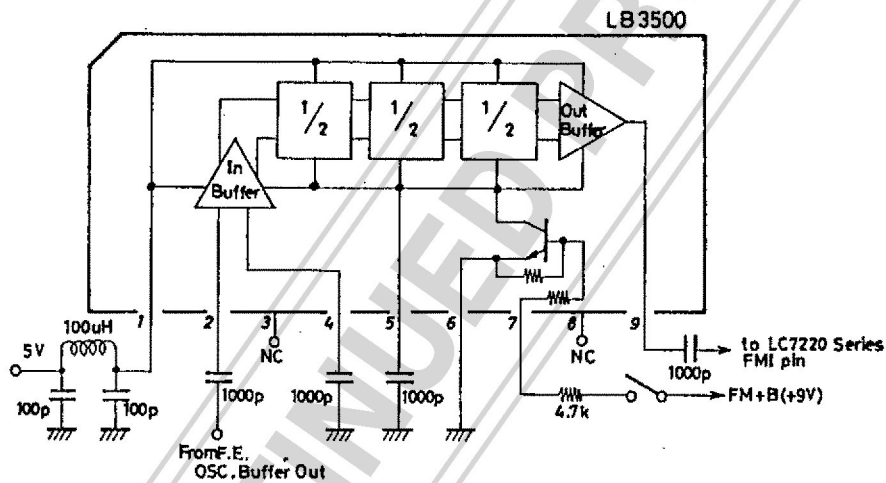 LB3500
1/2
1/2
1/2
Out
Buffer
In
Buffer
1
2
3
4
5
6
7
8
9
100uH
5V
NC
NC
to LC7220 Series
FMI pin
1000p
100p
100p
1000p
1000p
1000p
4.7k
FM+B(+9V)
From F.E.
OSC. Buffer Out
INUED PR